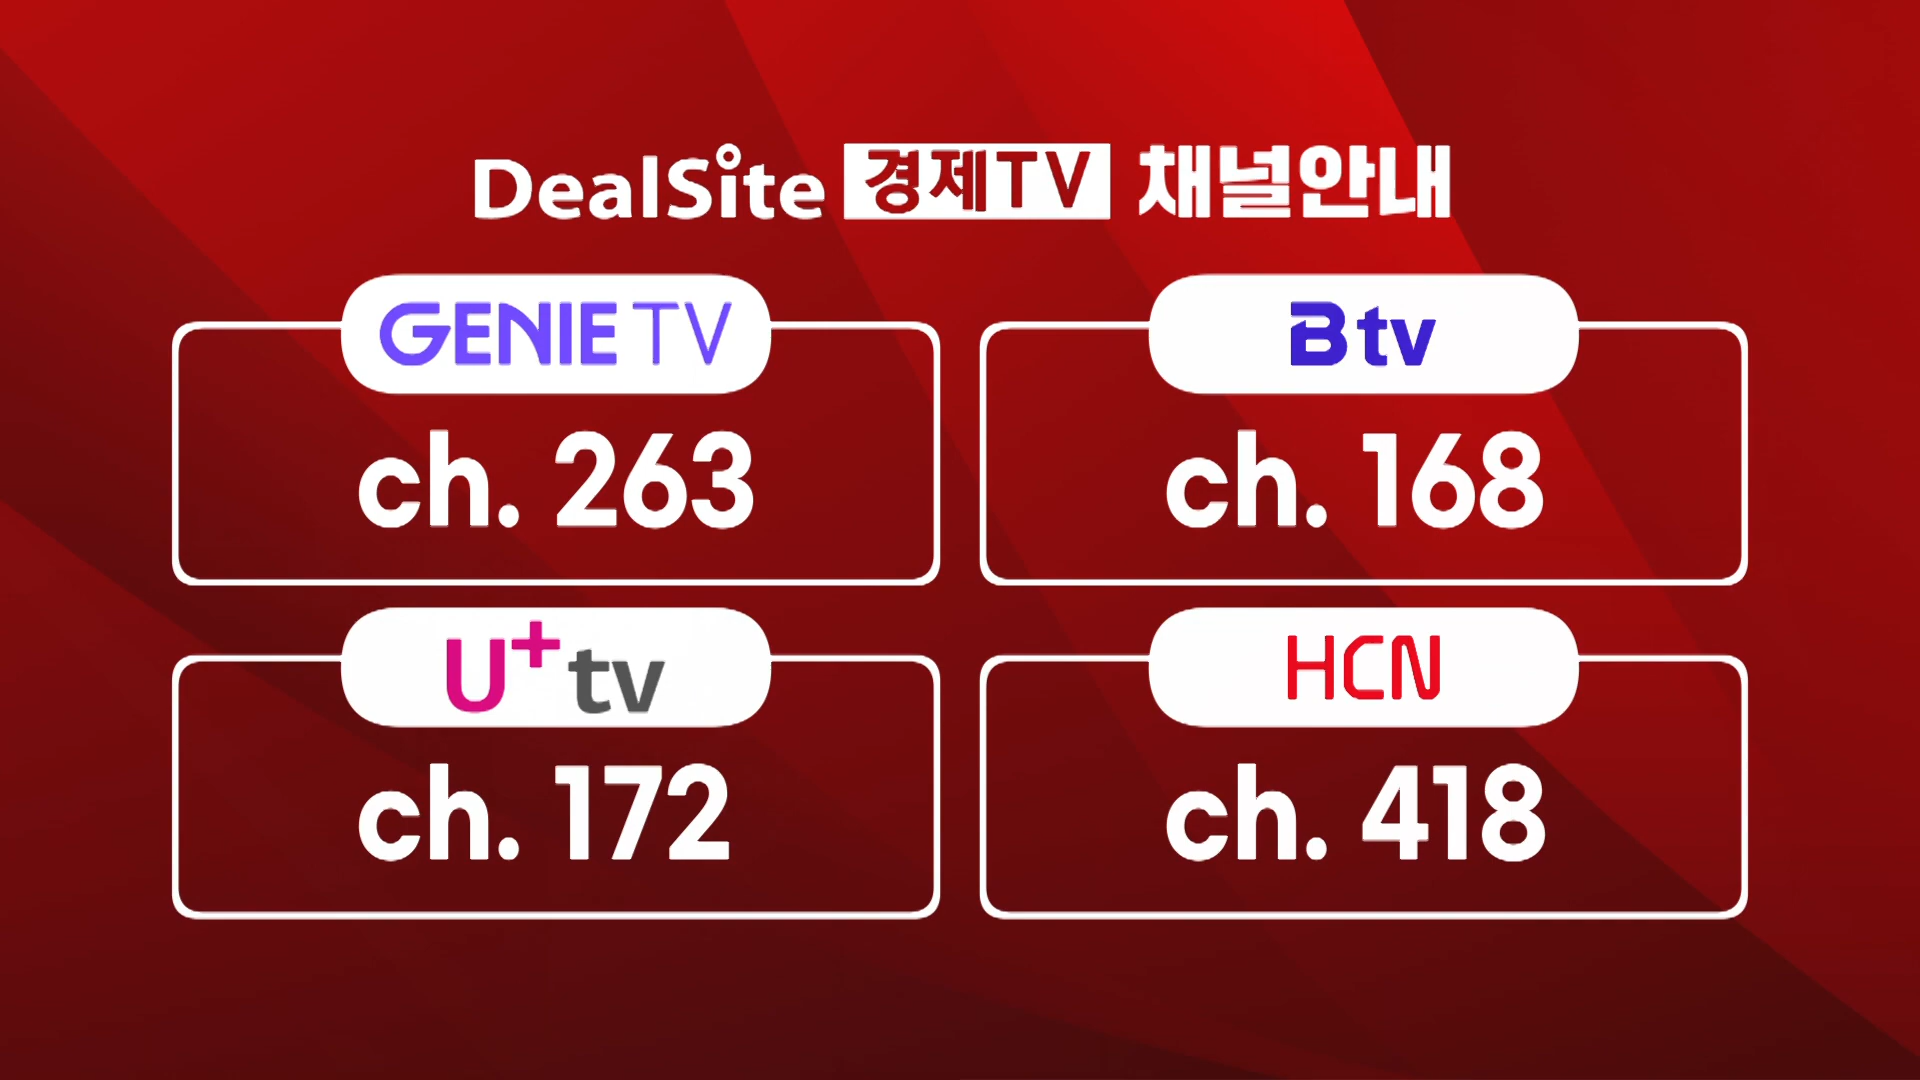 DealSite 경제TV 채널안내
GENIE TV
ch. 263
B tv
ch. 168
U+ tv
ch. 172
HCN
ch. 418